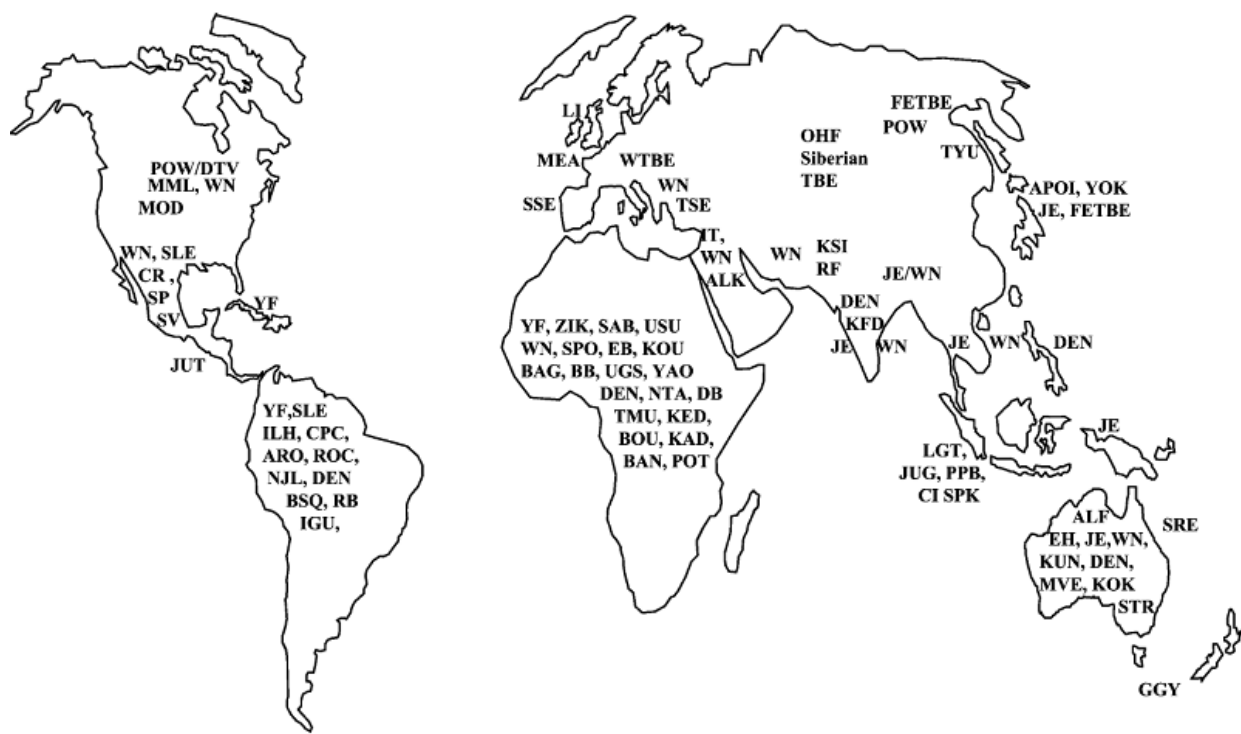 POW/DTV
MML, WN
MOD
WN, SLE
CR ,
SP
SV
YF
JUT
YF,SLE
ILH, CPC,
ARO, ROC,
NJL, DEN
BSQ, RB
IGU,
LI
MEA
WTBE
SSE
WN
TSE
IT,
WN
ALK
YF, ZIK, SAB, USU
WN, SPO, EB, KOU
BAG, BB, UGS, YAO
DEN, NTA, DB
TMU, KED,
BOU, KAD,
BAN, POT
OHF
Siberian
TBE
FETBE
POW
TYU
APOI, YOK
JE, FETBE
WN
KSI
RF
JE/WN
DEN
KFD
JE
WN
JE
WN
DEN
LGT,
JUG, PPB,
CI SPK
JE
ALF
EH, JE,WN,
KUN, DEN,
MVE, KOK
STR
SRE
GGY